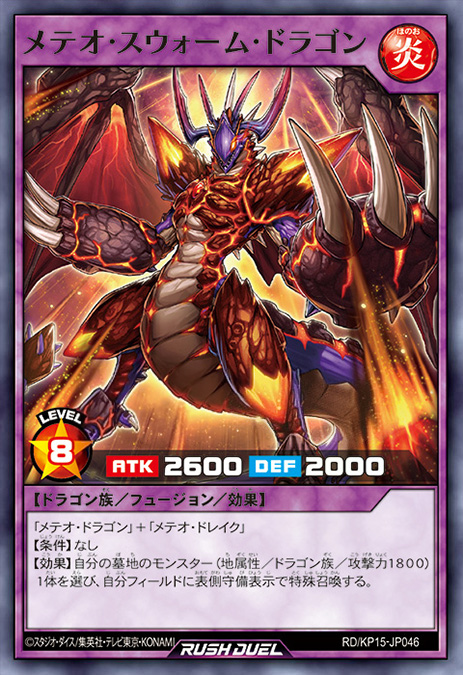 メテオ・スウォーム・ドラゴン
ほのお
炎
LEVEL
8
ATK 2600 DEF 2000
【ドラゴン族／フュージョン／効果】
「メテオ・ドラゴン」＋「メテオ・ドレイク」
【条件】なし
【効果】自分の墓地のモンスター（地属性／ドラゴン族／攻撃力1800）
1体を選び、自分フィールドに表側守備表示で特殊召喚する。
©スタジオ・ダイス/集英社・テレビ東京・KONAMI
RUSH DUEL
RD/KP15-JP046